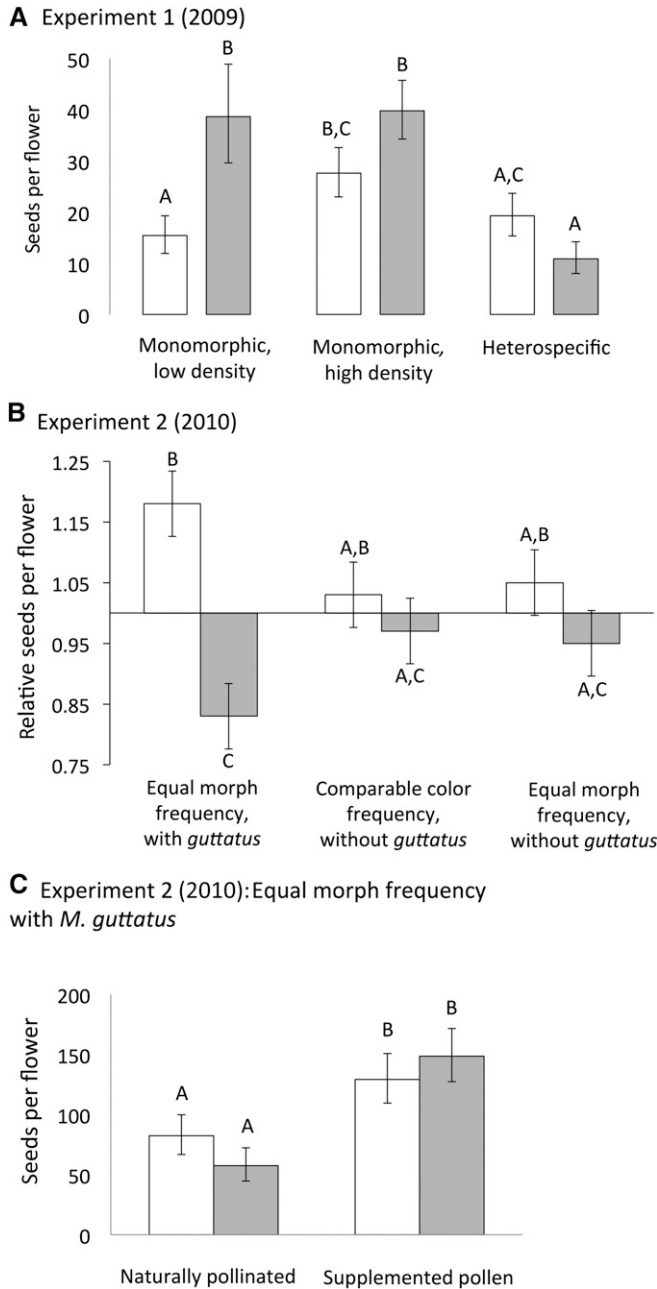 A Experiment 1 (2009)
Seeds per flower
50
40
30
20
10
0
A
B
B,C
B
A,C
A
Monomorphic,
low density
Monomorphic,
high density
Heterospecific
B Experiment 2 (2010)
Relative seeds per flower
1.25
1.15
1.05
0.95
0.85
0.75
B
C
A,B
A,C
A,B
A,C
Equal morph
frequency,
with guttatus
Comparable color
frequency,
without guttatus
Equal morph
frequency,
without guttatus
C Experiment 2 (2010):Equal morph frequency
with M. guttatus
Seeds per flower
200
150
100
50
0
A
A
B
B
Naturally pollinated
Supplemented pollen